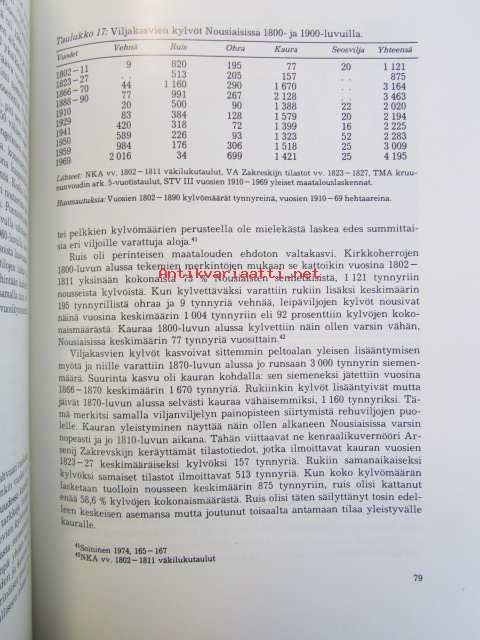 Taulukko 17: Viljakasvien kylvöt Nousiaisissa 1800- ja 1900-luvuilla.
Vuodet Vehnä Ruis Ohra Kaura Seosvilja Yhteensä
1802—11 9 820 195 77 20 1 121
1823—27 . . 513 205 157 . . 875
1866—70 44 1 160 290 1 670 . . 3 164
1888—90 77 991 267 2 128 . . 3 463
1910 20 500 90 1 388 22 2 020
1929 83 384 128 1 579 20 2 194
1941 420 318 72 1 399 16 2 225
1950 589 226 93 1 323 52 2 283
1959 984 176 306 1 518 25 3 009
1969 2 016 34 699 1 421 25 4 195
Lähteet: NKA vv. 1802—1811 väkilukutaulut, VA Zakreskijn tilastot vv. 1823—1827, TMA kruu-
nunvoudin ark. 5-vuotistaulut, STV III vuosien 1910—1969 yleiset maatalouslaskennat.
Huomautuksia: Vuosien 1802—1890 kylvömäärät tynnyreinä, vuosien 1910—69 hehtaareina.
tei pelkkien kylvömäärien perusteella ole mielekästä laskea edes summittai-
sia eri viljoille varattuja aloja.⁴¹
Ruis oli perinteisen maatalouden ehdoton valtakasvi. Kirkkoherrojen
1800-luvun alussa tekemien merkintöjen mukaan se kattoikin vuosina 1802—
1811 yksinään kokonaista 73 % Nousiaisten siemleksi, 1 121 tynnyriin
nousseista kylvöistä. Kun kylvettäväksi varattiin rukiin lisäksi keskimäärin
195 tynnyrillistä ohraa ja 9 tynnyriä vehnää, leipäviljojen kylvöt nousivat
näinä vuosina keskimäärin 1 004 tynnyriin eli 92 prosenttiin kylvöjen koko-
naismäärästä. Kauraa 1800-luvun alussa kylvettiin näin ollen varsin vähän,
Nousiaisissa keskimäärin 77 tynnyriä vuosittain.⁴²
Viljakasvien kylvöt kasvoivat sittemmin peltoalan yleisen lisääntymisen
myötä ja niille varattiin 1870-luvun alussa jo runsaan 3 000 tynnyrin siemen-
määrä. Suurinta kasvu oli kauran kohdalla: sen siemeneksi jätettiin vuosina
1866—1870 keskimäärin 1 670 tynnyriä. Rukiinkin kylvöt lisääntyivät mutta
jäivät 1870-luvun alussa selvästi kauraa vähäisemmiksi, 1 160 tynnyriksi. Tä-
mä merkitsi samalla viljanviljelyn painopisteen siirtymistä rehuviljojen puo-
lelle. Kauran yleistyminen näyttää näin ollen alkaneen Nousiaisissa varsin
nopeasti ja jo 1810-luvun aikana. Tähän viittaavat ne kenraalikuvernööri Ar-
senij Zakrevskijn keräyttämät tilastotiedot, jotka ilmoittavat kauran vuosien
1823—27 keskimääräiseksi kylvöksi 157 tynnyriä. Rukiin samanaikaiseksi
kylvöksi samaiset tilastot ilmoittavat 513 tynnyriä. Kun koko kylvömäärän
lasketaan tuolloin nousseen keskimäärin 875 tynnyriin, ruis olisi kattanut
enää 58,6 % kylvöjen kokonaismäärästä. Ruis olisi täten säilyttänyt tosin edel-
leen keskeisen asemansa mutta joutunut toisaalta antamaan tilaa yleistyvälle
kauralle.
⁴¹Soininen 1974, 165—167
⁴²NKA vv. 1802—1811 väkilukutaulut
79
Antikvariaatti.net